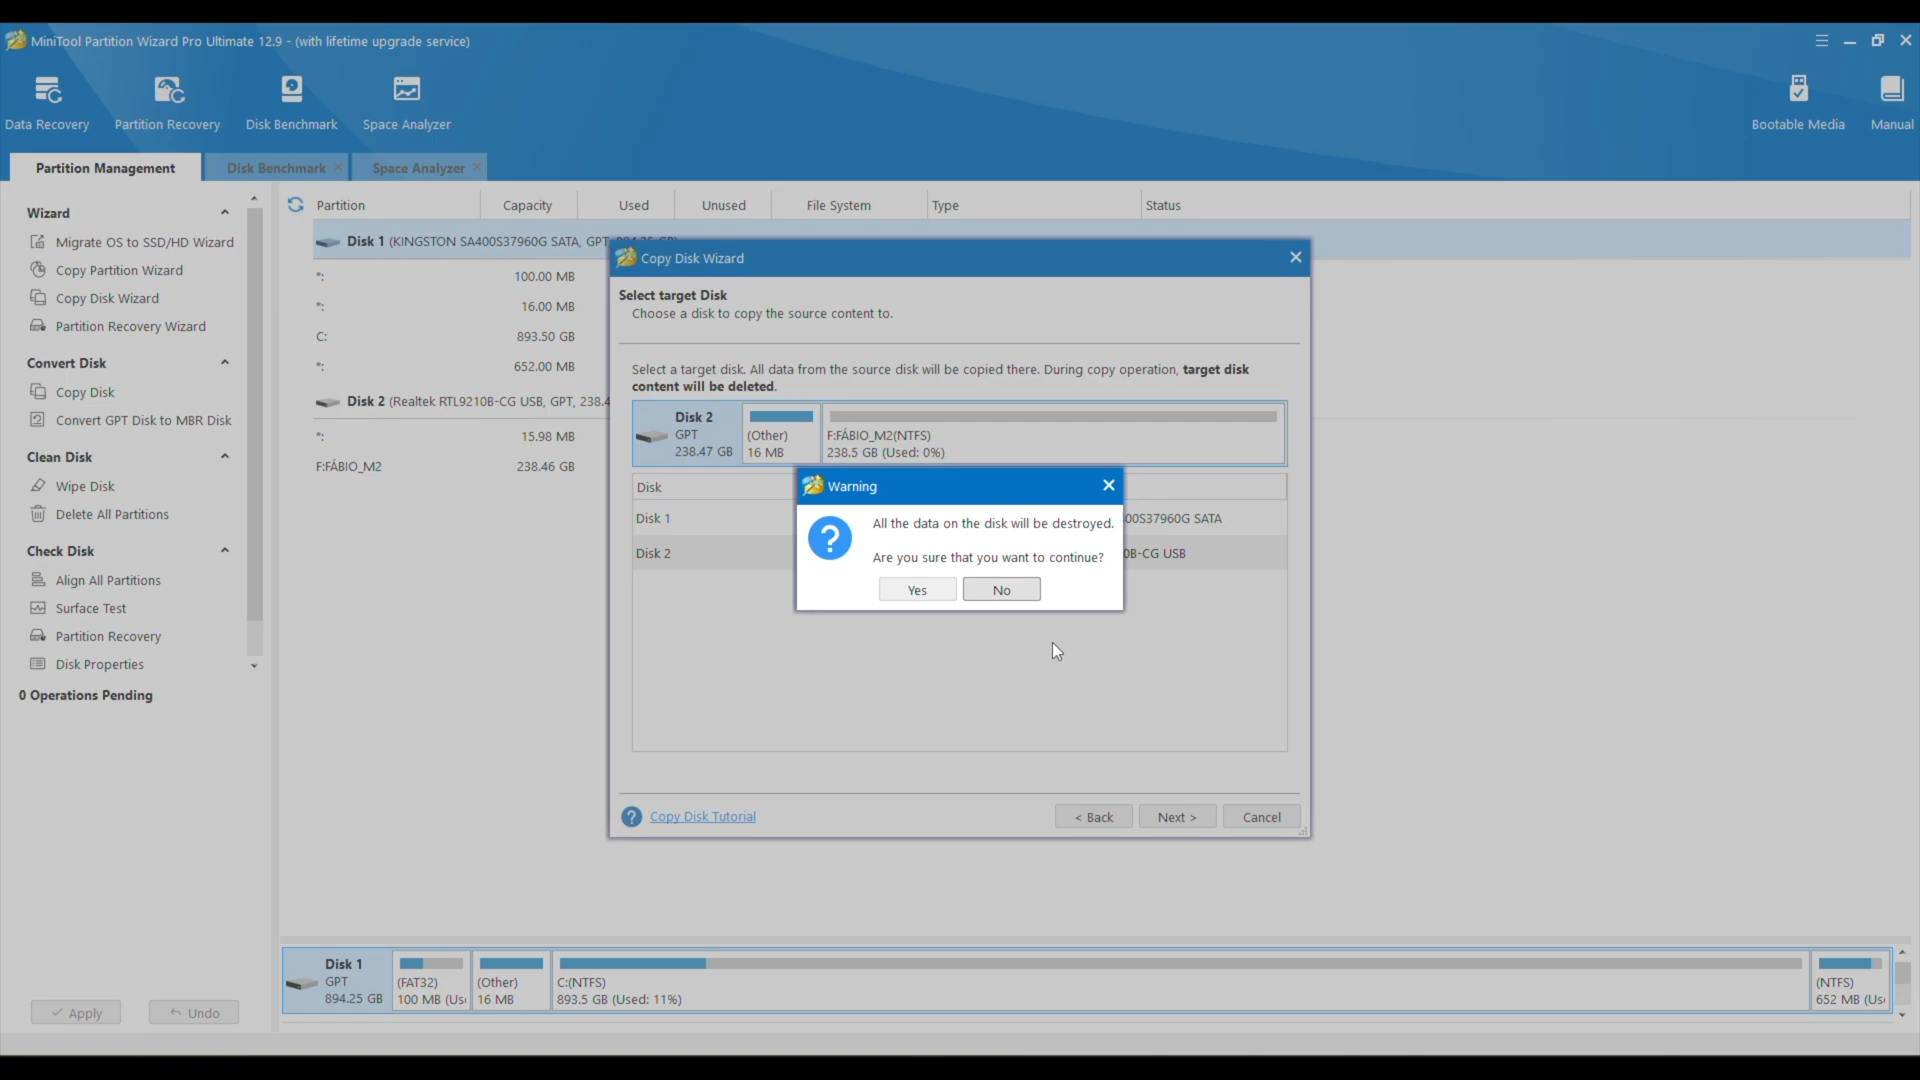 MiniTool Partition Wizard Pro Ultimate 12.9 - (with lifetime upgrade service)
Data Recovery
Partition Recovery
Disk Benchmark
Space Analyzer
Bootable Media
Manual
Partition Management
Disk Benchmark
Space Analyzer
Wizard
Migrate OS to SSD/HD Wizard
Copy Partition Wizard
Copy Disk Wizard
Partition Recovery Wizard
Convert Disk
Copy Disk
Convert GPT Disk to MBR Disk
Clean Disk
Wipe Disk
Delete All Partitions
Check Disk
Align All Partitions
Surface Test
Partition Recovery
Disk Properties
0 Operations Pending
Apply
Undo
Partition Capacity Used Unused File System Type Status
Disk 1 (KINGSTON SA400S37960G SATA, GPT, 894.25 GB)
*: 100.00 MB
*: 16.00 MB
C: 893.50 GB
*: 652.00 MB
Disk 2 (Realtek RTL9210B-CG USB, GPT, 238.4
*: 15.98 MB
F:FÁBIO_M2 238.46 GB
Copy Disk Wizard
Select target Disk
Choose a disk to copy the source content to.
Select a target disk. All data from the source disk will be copied there. During copy operation, target disk
content will be deleted.
Disk 2
GPT
238.47 GB
(Other)
16 MB
F:FÁBIO_M2(NTFS)
238.5 GB (Used: 0%)
Disk
Disk 1 00S37960G SATA
Disk 2 0B-CG USB
Warning
All the data on the disk will be destroyed.
Are you sure that you want to continue?
Yes
No
Copy Disk Tutorial
< Back
Next >
Cancel
Disk 1
GPT
894.25 GB
(FAT32)
100 MB (Us
(Other)
16 MB
C:(NTFS)
893.5 GB (Used: 11%)
(NTFS)
652 MB (Us